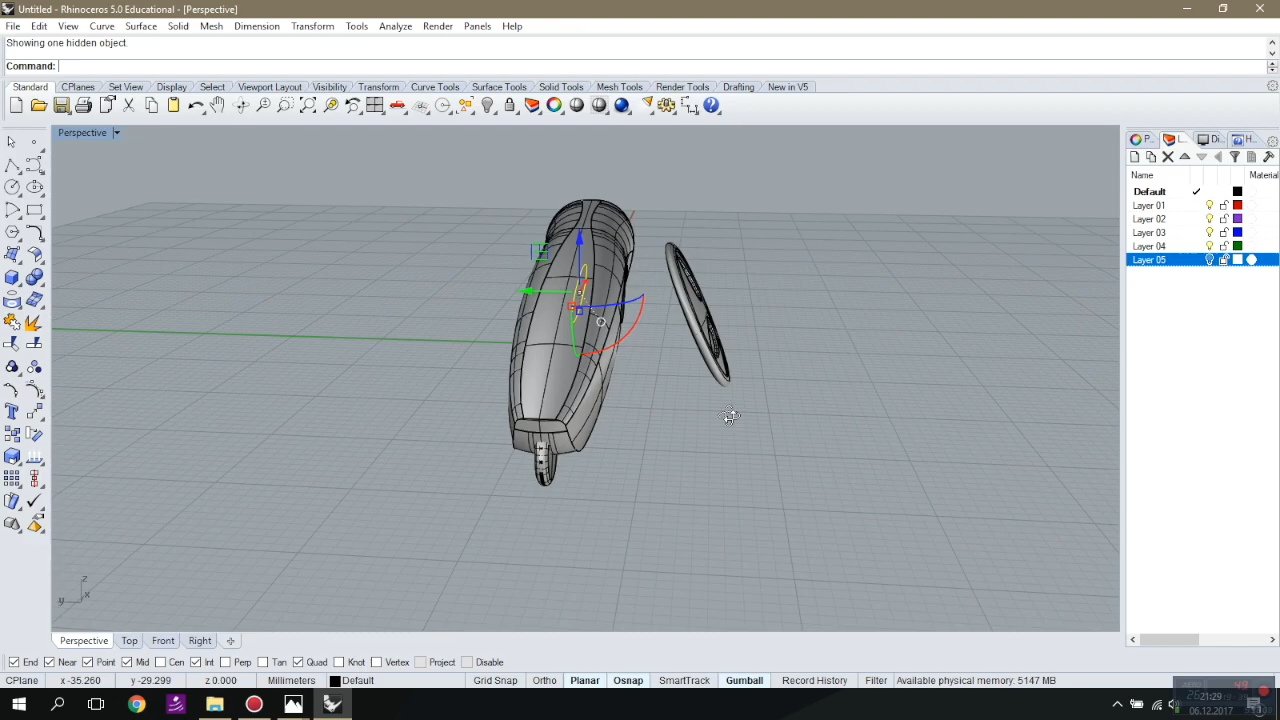 Untitled - Rhinoceros 5.0 Educational - [Perspective]
File Edit View Curve Surface Solid Mesh Dimension Transform Tools Analyze Render Panels Help
Showing one hidden object.
Command:
Standard CPlanes Set View Display Select Viewport Layout Visibility Transform Curve Tools Surface Tools Solid Tools Mesh Tools Render Tools Drafting New in V5
Perspective
P... L... Di... H...
Name Material
Default
Layer 01
Layer 02
Layer 03
Layer 04
Layer 05
z
y x
Perspective Top Front Right
End Near Point Mid Cen Int Perp Tan Quad Knot Vertex Project Disable
CPlane x -35.260 y -29.299 z 0.000 Millimeters Default Grid Snap Ortho Planar Osnap SmartTrack Gumball Record History Filter Available physical memory: 5147 MB
21:29
06.12.2017